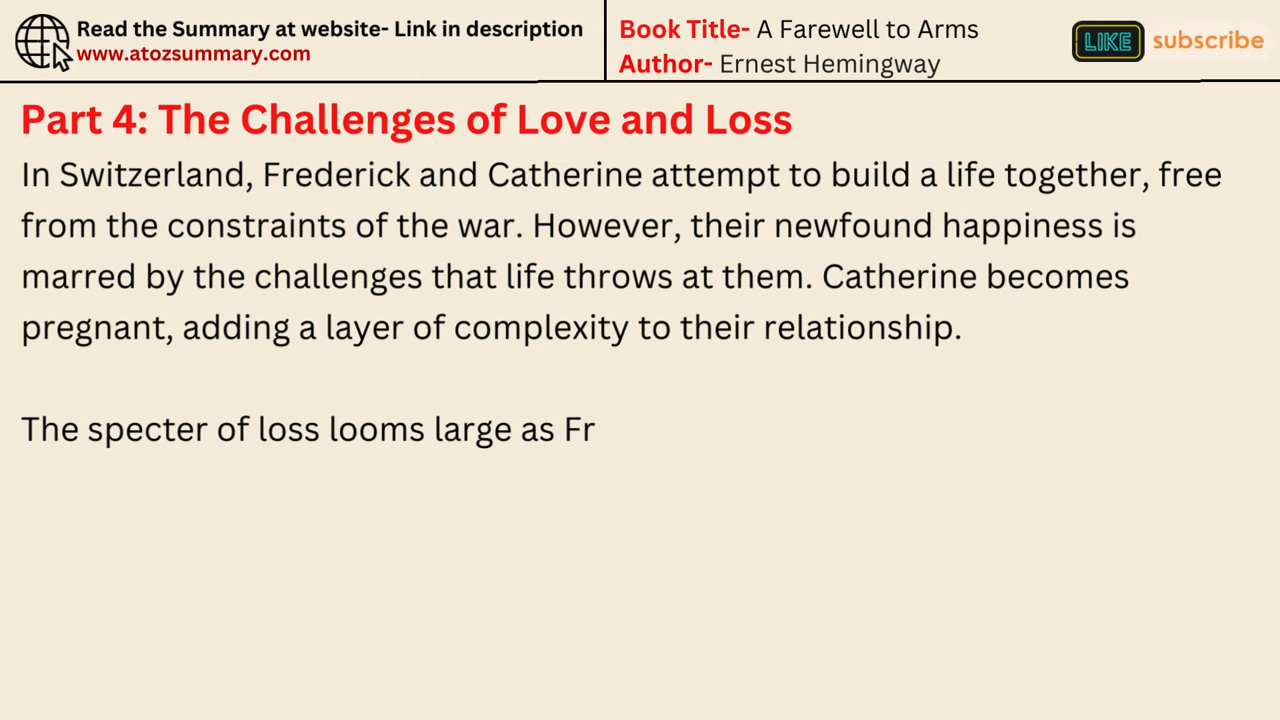 Read the Summary at website- Link in description
www.atozsummary.com
Book Title- A Farewell to Arms
Author- Ernest Hemingway
LIKE
subscribe
Part 4: The Challenges of Love and Loss
In Switzerland, Frederick and Catherine attempt to build a life together, free
from the constraints of the war. However, their newfound happiness is
marred by the challenges that life throws at them. Catherine becomes
pregnant, adding a layer of complexity to their relationship.
The specter of loss looms large as Fr